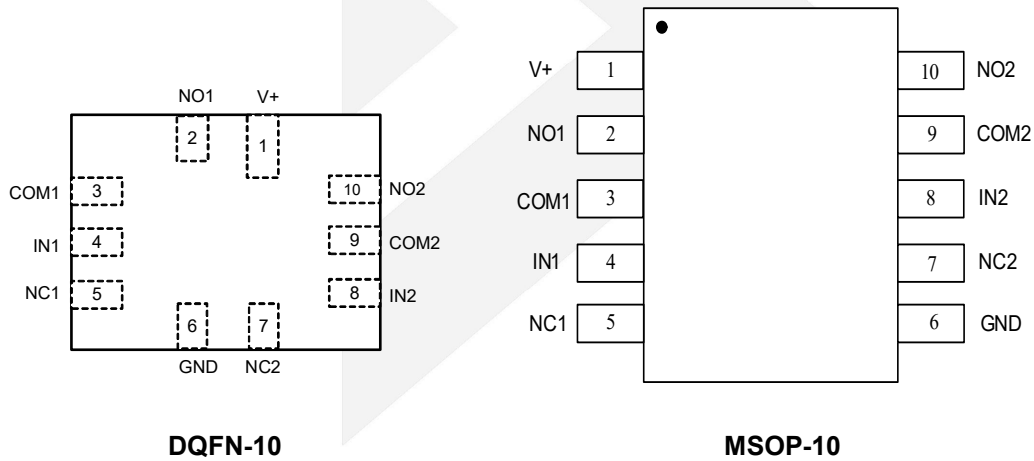 NO1 V+
2 1
COM1 3 10 NO2
IN1 4 9 COM2
NC1 5 8 IN2
6 7
GND NC2
DQFN-10
V+ 1 10 NO2
NO1 2 9 COM2
COM1 3 8 IN2
IN1 4 7 NC2
NC1 5 6 GND
MSOP-10